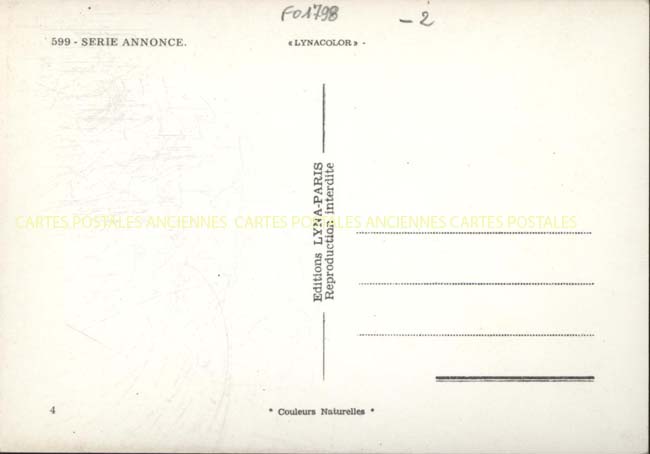 F01798
-2
599 - SERIE ANNONCE.
«LYNACOLOR» -
Editions LYNA-PARIS
Reproduction interdite
CARTES POSTALES ANCIENNES CARTES POSTALES ANCIENNES CARTES POSTALES
4
* Couleurs Naturelles *